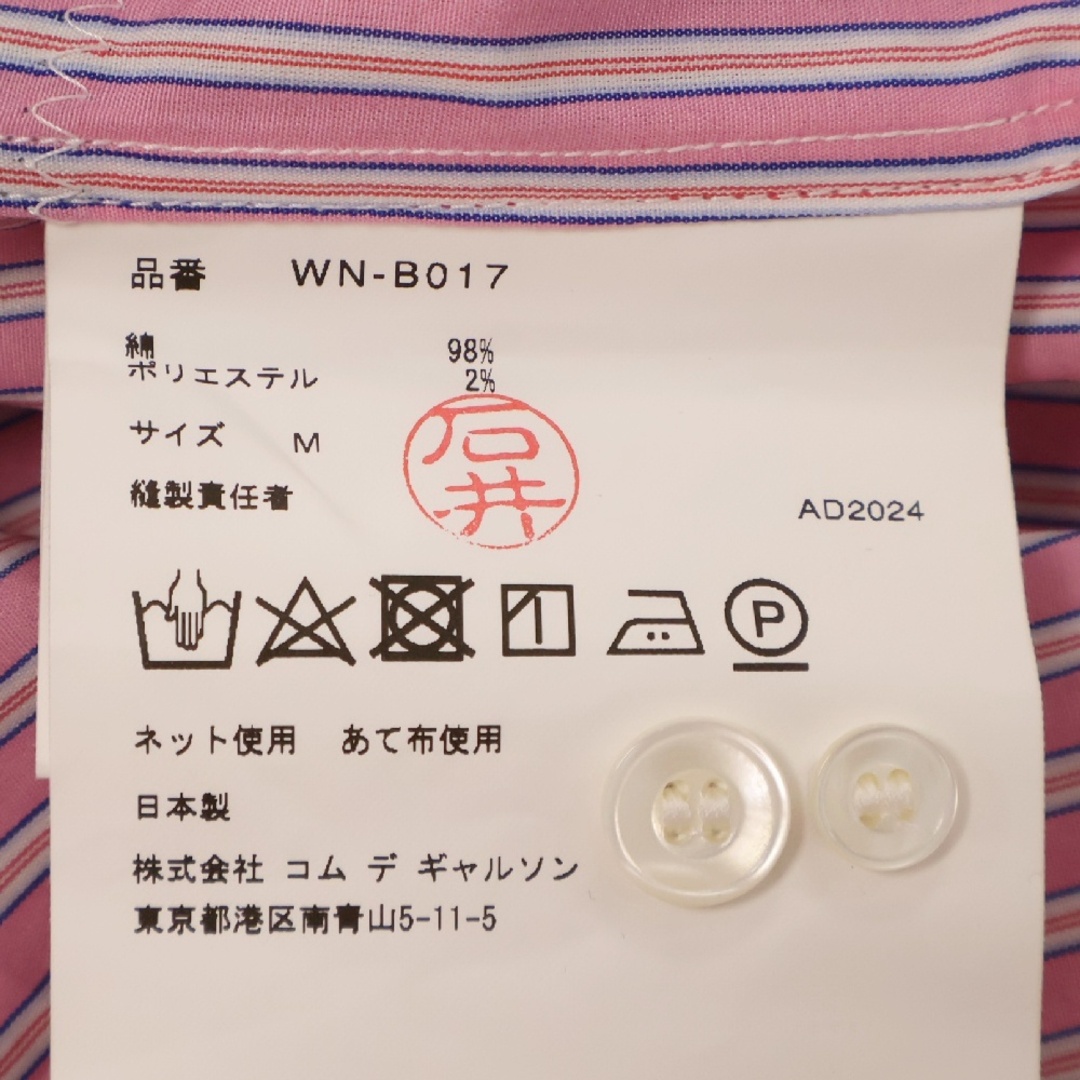 品番 WN-B017
綿 98%
ポリエステル 2%
サイズ M
石井
縫製責任者
AD2024
P
ネット使用 あて布使用
日本製
株式会社 コム デ ギャルソン
東京都港区南青山5-11-5